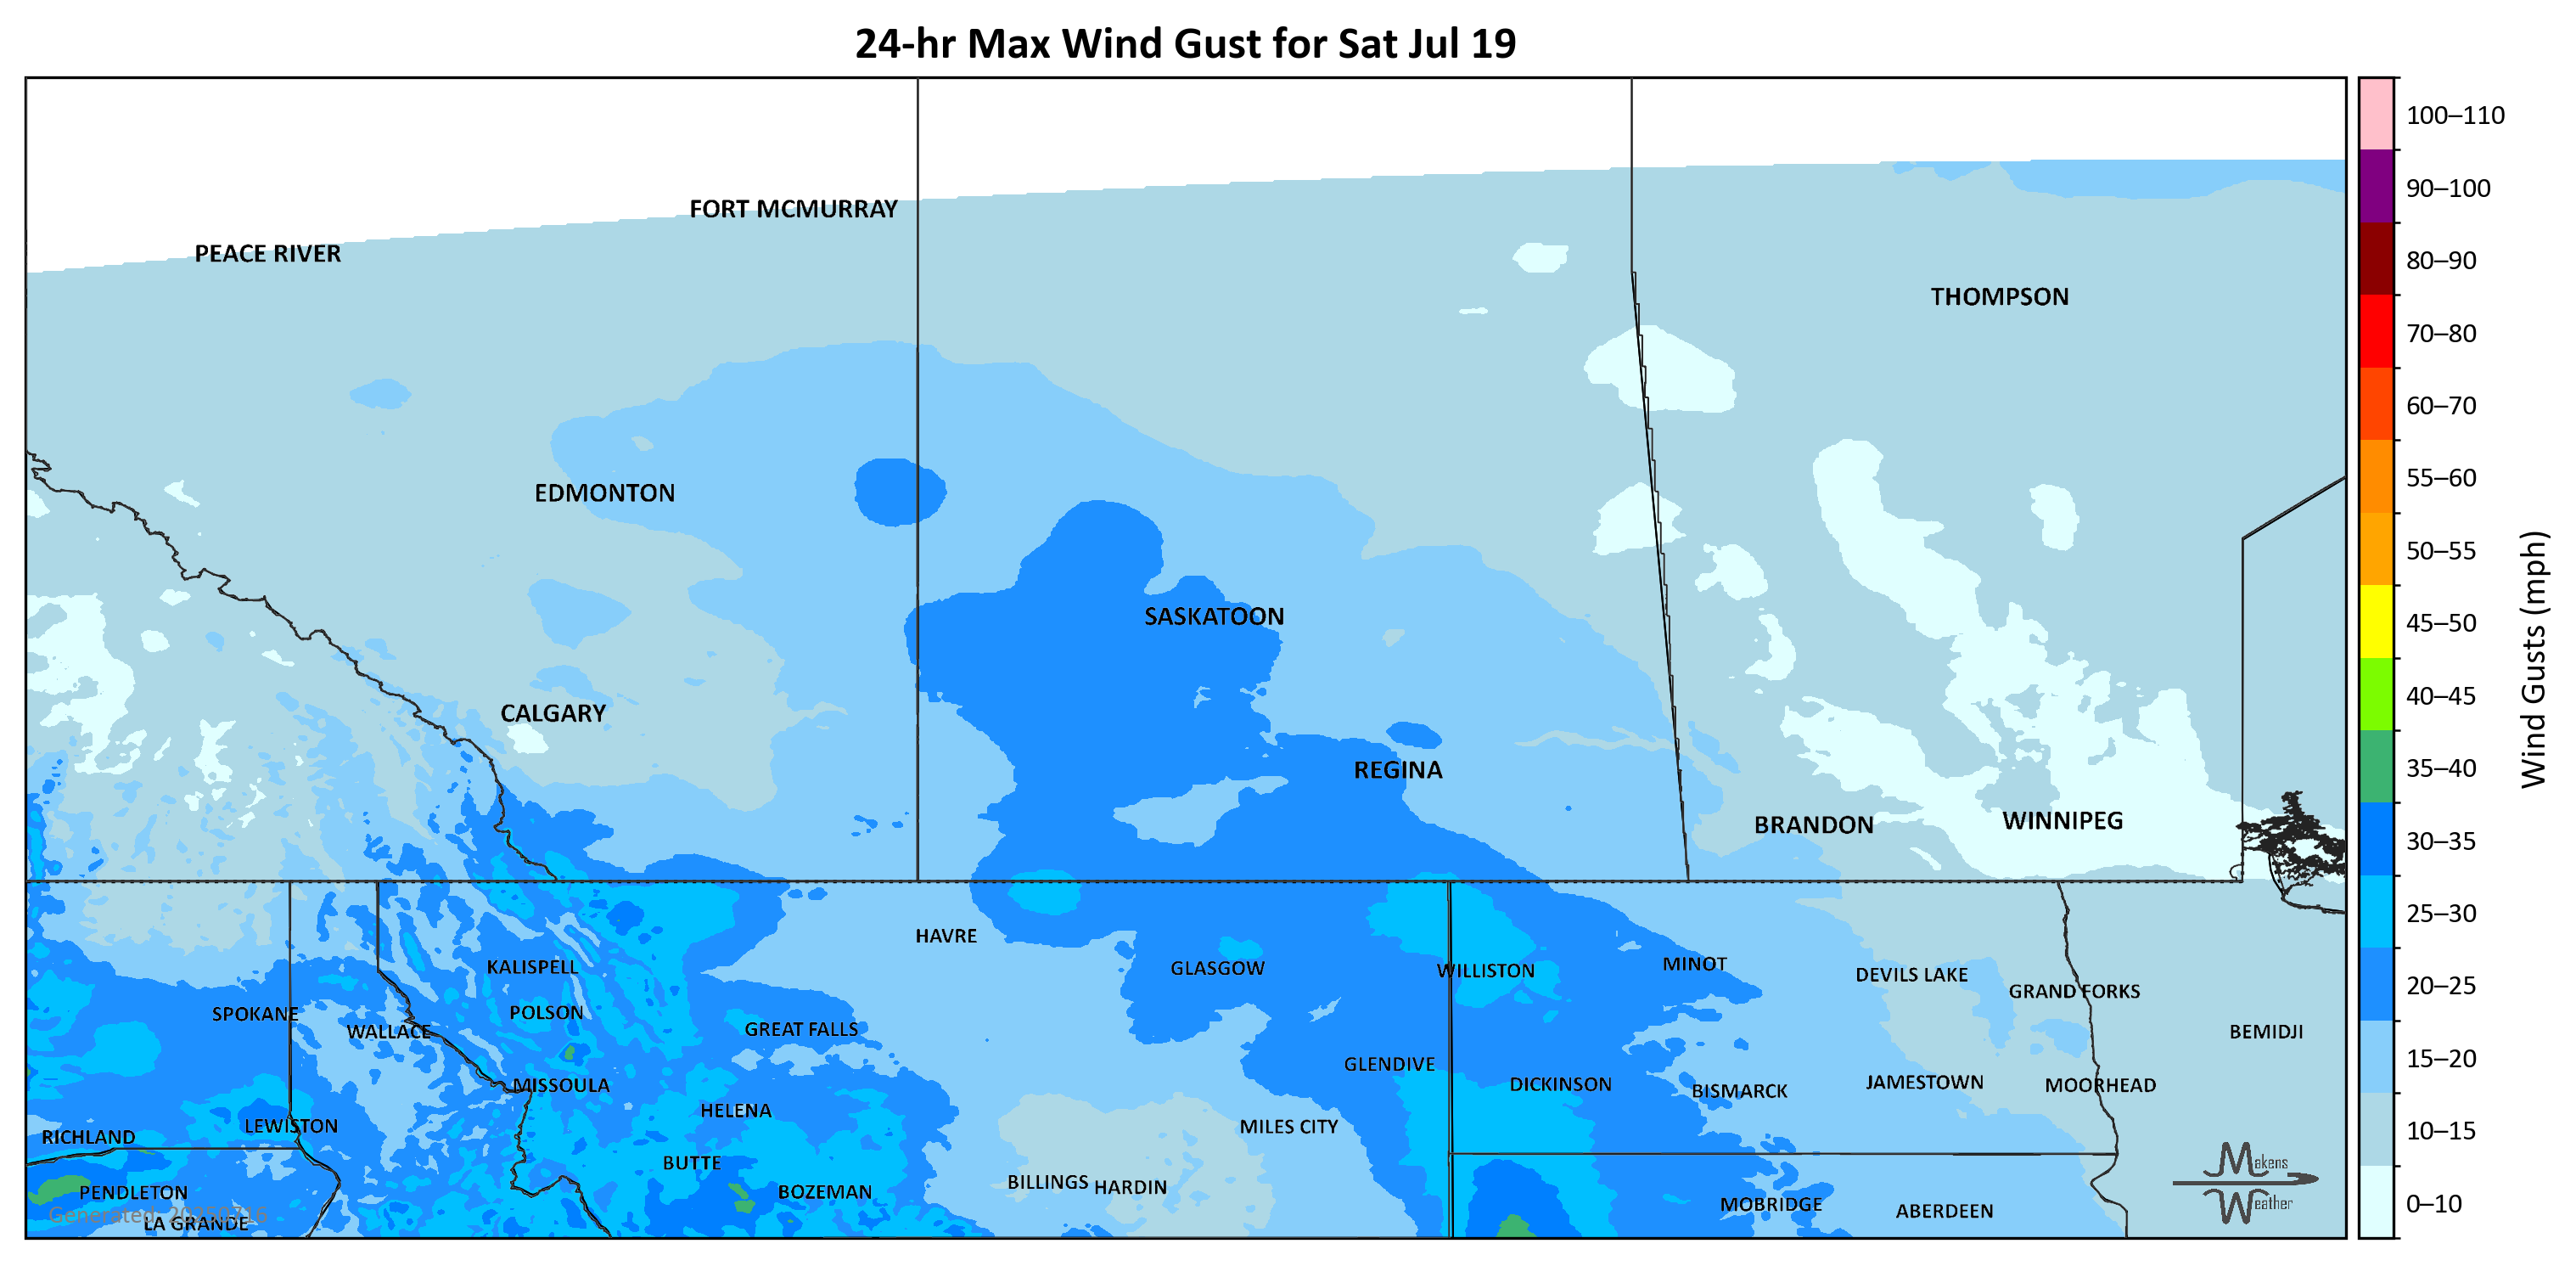 24-hr Max Wind Gust for Sat Jul 19
FORT MCMURRAY
PEACE RIVER
THOMPSON
EDMONTON
SASKATOON
CALGARY
REGINA
BRANDON
WINNIPEG
HAVRE
KALISPELL
GLASGOW
WILLISTON
MINOT
DEVILS LAKE
GRAND FORKS
SPOKANE
POLSON
WALLACE
GREAT FALLS
BEMIDJI
GLENDIVE
MISSOULA
DICKINSON
BISMARCK
JAMESTOWN
MOORHEAD
HELENA
LEWISTON
MILES CITY
RICHLAND
BUTTE
BILLINGS
HARDIN
BOZEMAN
PENDLETON
MOBRIDGE
ABERDEEN
Generated: 20250716
LA GRANDE
Makens
Weather
100–110
90–100
80–90
70–80
60–70
55–60
50–55
45–50
40–45
35–40
30–35
25–30
20–25
15–20
10–15
0–10
Wind Gusts (mph)